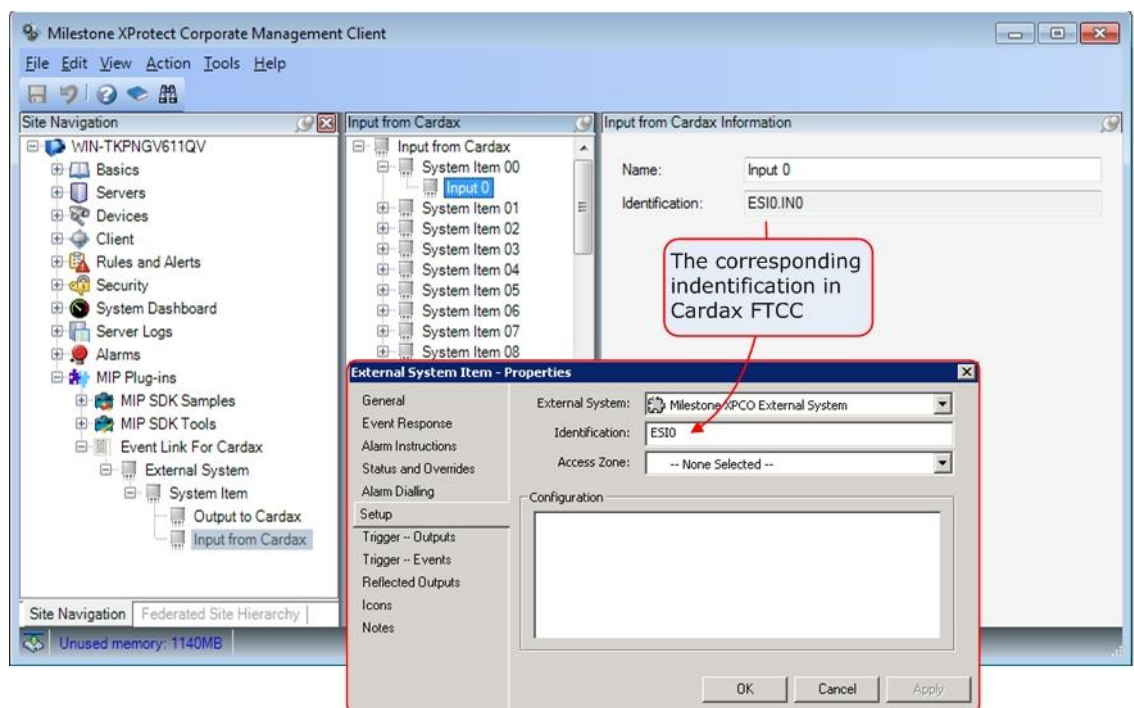 Milestone XProtect Corporate Management Client
File Edit View Action Tools Help
Site Navigation
WIN-TKPNGV611QV
Basics
Servers
Devices
Client
Rules and Alerts
Security
System Dashboard
Server Logs
Alarms
MIP Plug-ins
MIP SDK Samples
MIP SDK Tools
Event Link For Cardax
External System
System Item
Output to Cardax
Input from Cardax
Site Navigation Federated Site Hierarchy
Unused memory: 1140MB
Input from Cardax
Input from Cardax
System Item 00
Input 0
System Item 01
System Item 02
System Item 03
System Item 04
System Item 05
System Item 06
System Item 07
System Item 08
Input from Cardax Information
Name: Input 0
Identification: ESI0.IN0
The corresponding
indentification in
Cardax FTCC
External System Item - Properties
General
Event Response
Alarm Instructions
Status and Overrides
Alarm Dialling
Setup
Trigger -- Outputs
Trigger -- Events
Reflected Outputs
Icons
Notes
External System: Milestone XPCO External System
Identification: ESI0
Access Zone: -- None Selected --
Configuration
OK Cancel Apply